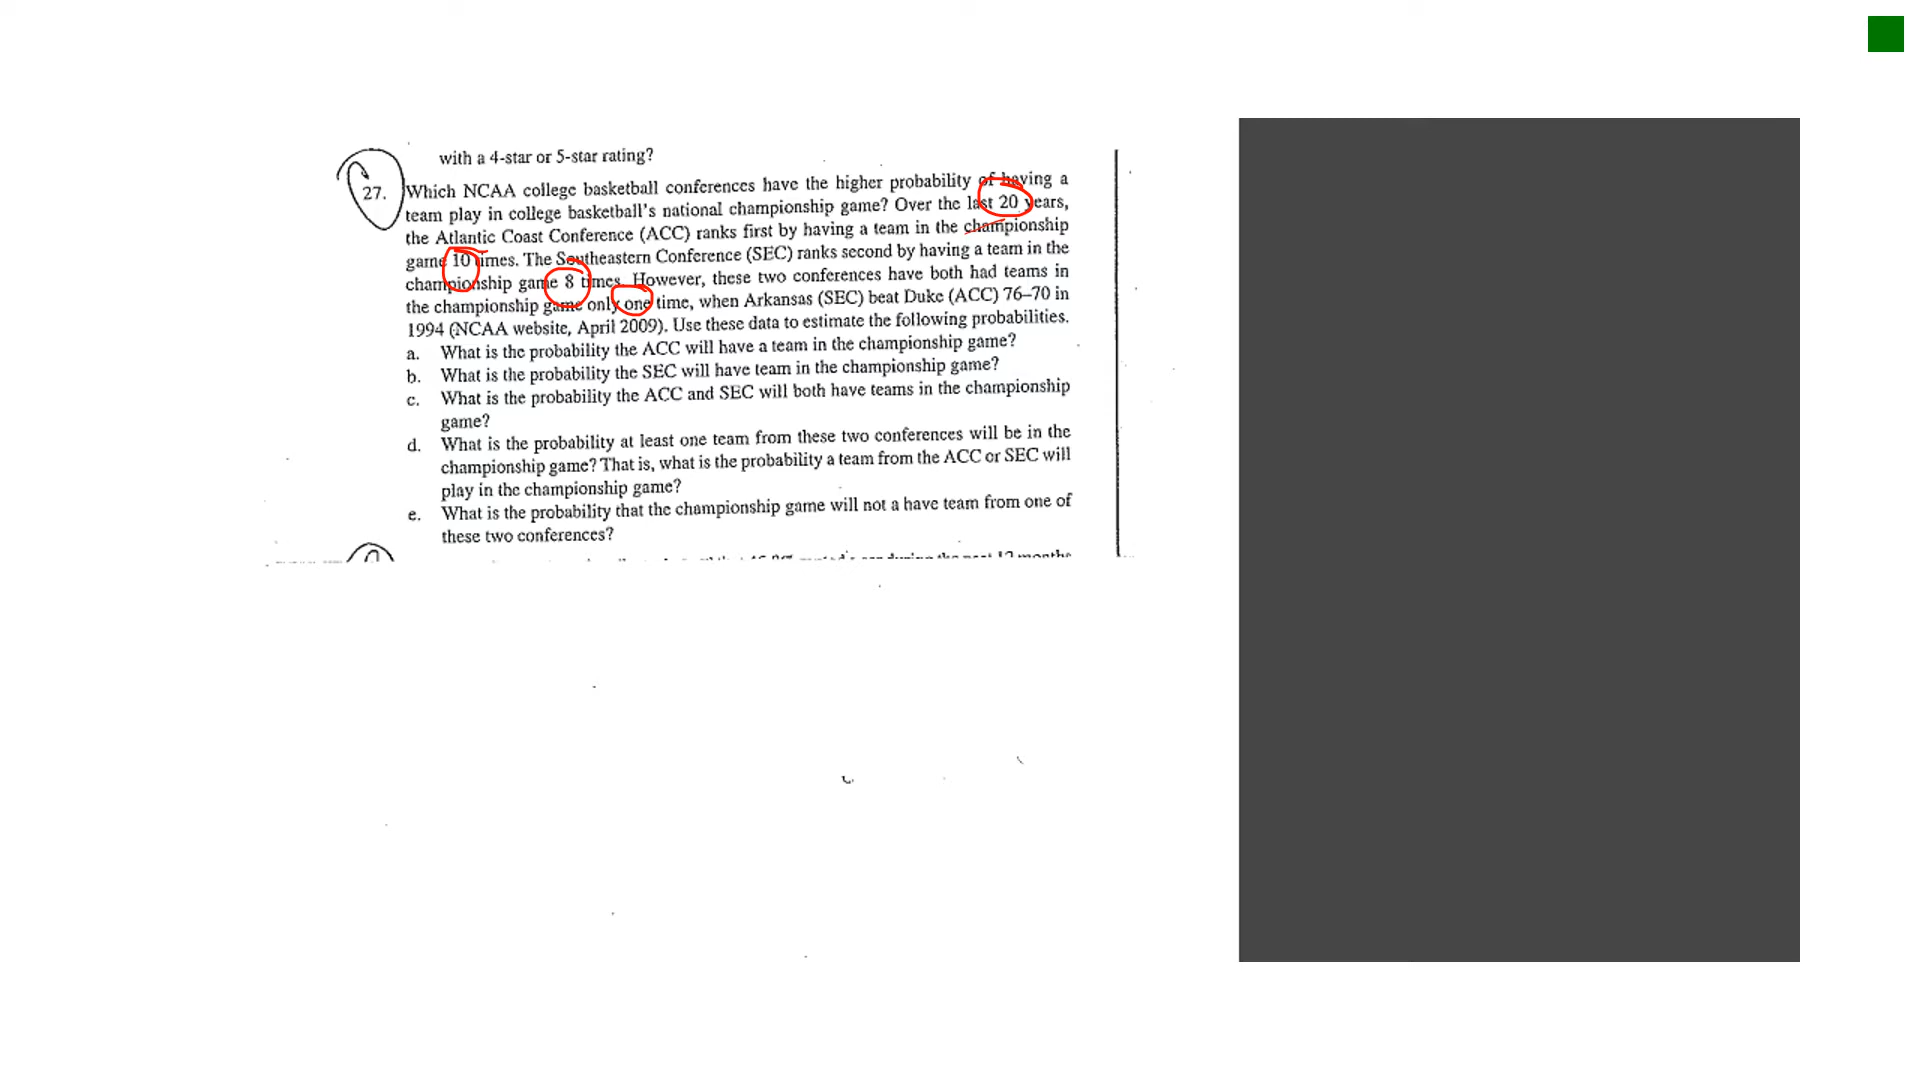 with a 4-star or 5-star rating?
27. Which NCAA college basketball conferences have the higher probability of having a
team play in college basketball's national championship game? Over the last 20 years,
the Atlantic Coast Conference (ACC) ranks first by having a team in the championship
game 10 times. The Southeastern Conference (SEC) ranks second by having a team in the
championship game 8 times. However, these two conferences have both had teams in
the championship game only one time, when Arkansas (SEC) beat Duke (ACC) 76–70 in
1994 (NCAA website, April 2009). Use these data to estimate the following probabilities.
a. What is the probability the ACC will have a team in the championship game?
b. What is the probability the SEC will have team in the championship game?
c. What is the probability the ACC and SEC will both have teams in the championship
game?
d. What is the probability at least one team from these two conferences will be in the
championship game? That is, what is the probability a team from the ACC or SEC will
play in the championship game?
e. What is the probability that the championship game will not a have team from one of
these two conferences?
12 months